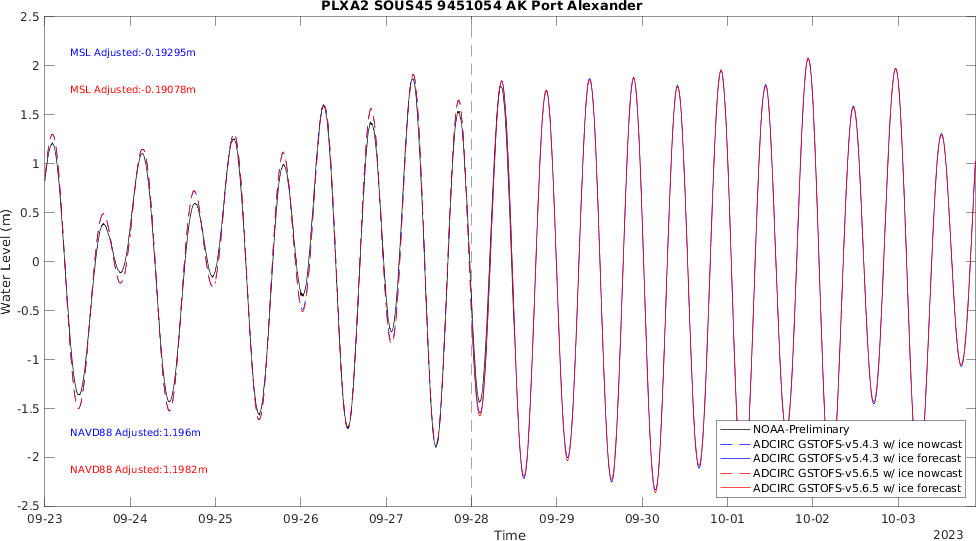 PLXA2 SOUS45 9451054 AK Port Alexander
2.5
2
1.5
1
0.5
0
-0.5
-1
-1.5
-2
-2.5
Water Level (m)
MSL Adjusted:-0.19295m
MSL Adjusted:-0.19078m
NAVD88 Adjusted:1.196m
NAVD88 Adjusted:1.1982m
NOAA-Preliminary
ADCIRC GSTOFS-v5.4.3 w/ ice nowcast
ADCIRC GSTOFS-v5.4.3 w/ ice forecast
ADCIRC GSTOFS-v5.6.5 w/ ice nowcast
ADCIRC GSTOFS-v5.6.5 w/ ice forecast
09-23 09-24 09-25 09-26 09-27 09-28 09-29 09-30 10-01 10-02 10-03
Time
2023